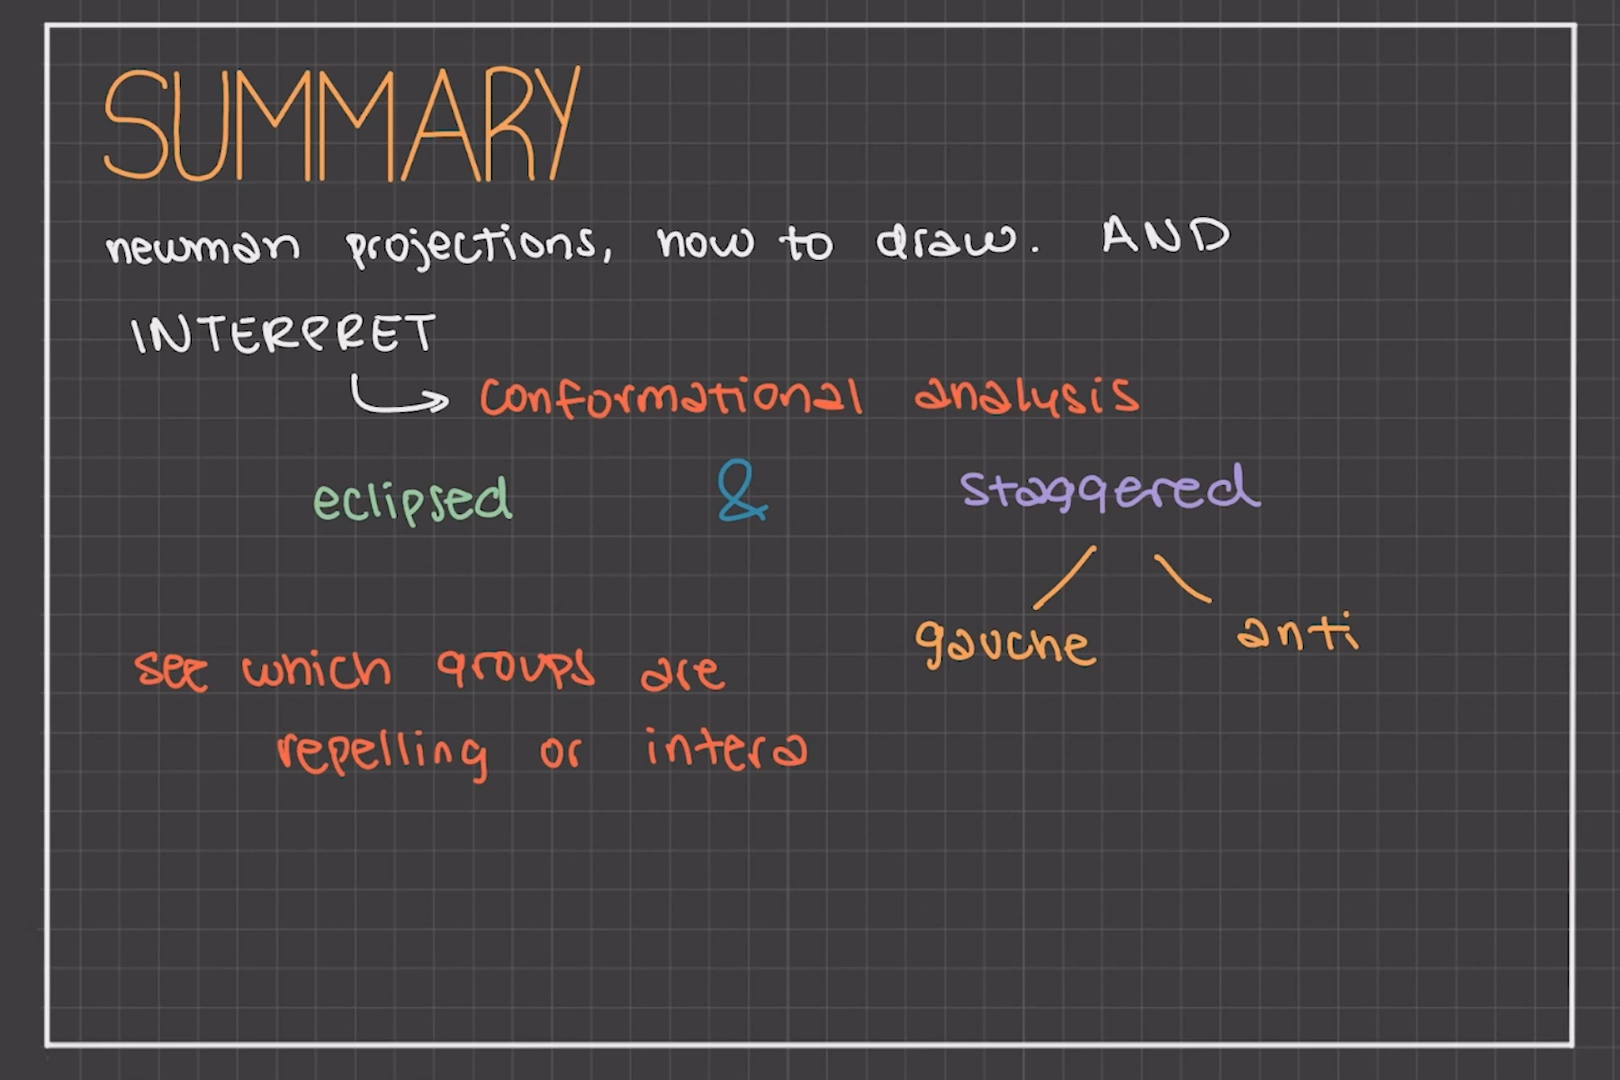 SUMMARY
newman projections, how to draw. AND
INTERPRET
conformational analysis
eclipsed & staggered
gauche anti
see which groups are
repelling or intera